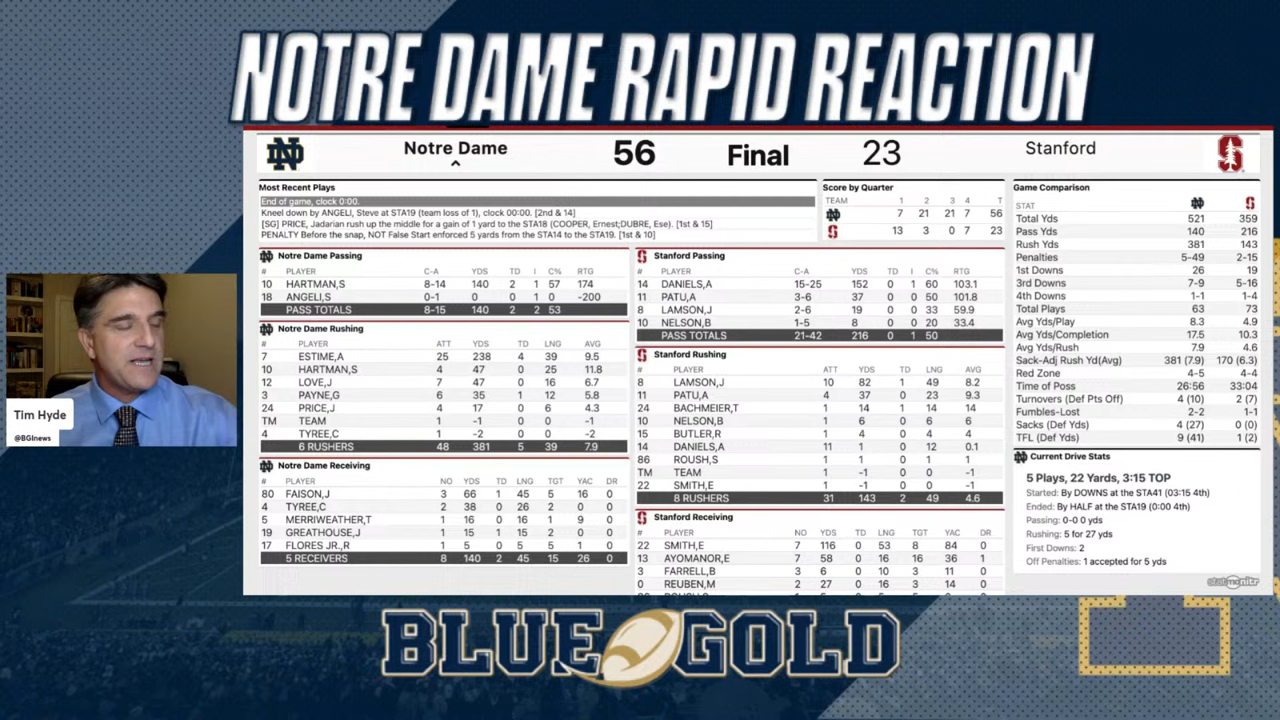 NOTRE DAME RAPID REACTION
Notre Dame 56 Final 23 Stanford
Most Recent Plays
End of game, clock 0:00.
Kneel down by ANGELI, Steve at STA19 (team loss of 1), clock 00:00. [2nd & 14]
[SG] PRICE, Jadarian rush up the middle for a gain of 1 yard to the STA18 (COOPER, Ernest;DUBRE, Ese). [1st & 15]
PENALTY Before the snap, NOT False Start enforced 5 yards from the STA14 to the STA19. [1st & 10]
Score by Quarter
TEAM 1 2 3 4 T
7 21 21 7 56
13 3 0 7 23
Notre Dame Passing
# PLAYER C-A YDS TD I C% RTG
10 HARTMAN,S 8-14 140 2 1 57 174
18 ANGELI,S 0-1 0 0 1 0 -200
PASS TOTALS 8-15 140 2 2 53
Notre Dame Rushing
# PLAYER ATT YDS TD LNG AVG
7 ESTIME,A 25 238 4 39 9.5
10 HARTMAN,S 4 47 0 25 11.8
12 LOVE,J 7 47 0 16 6.7
3 PAYNE,G 6 35 1 12 5.8
24 PRICE,J 4 17 0 6 4.3
TM TEAM 1 -1 0 0 -1
4 TYREE,C 1 -2 0 0 -2
6 RUSHERS 48 381 5 39 7.9
Notre Dame Receiving
# PLAYER NO YDS TD LNG TGT YAC DR
80 FAISON,J 3 66 1 45 5 16 0
4 TYREE,C 2 38 0 26 2 0 0
5 MERRIWEATHER,T 1 16 0 16 1 9 0
19 GREATHOUSE,J 1 15 1 15 2 0 0
17 FLORES JR.,R 1 5 0 5 5 1 0
5 RECEIVERS 8 140 2 45 15 26 0
Stanford Passing
# PLAYER C-A YDS TD I C% RTG
14 DANIELS,A 15-25 152 0 1 60 103.1
11 PATU,A 3-6 37 0 0 60 101.8
8 LAMSON,J 2-6 19 0 0 33 59.9
10 NELSON,B 1-5 8 0 0 20 33.4
PASS TOTALS 21-42 216 0 1 50
Stanford Rushing
# PLAYER ATT YDS TD LNG AVG
8 LAMSON,J 10 82 1 49 8.2
11 PATU,A 4 37 0 23 9.3
24 BACHMEIER,T 1 14 1 14 14
10 NELSON,B 1 6 0 6 6
15 BUTLER,R 1 4 0 4 4
14 DANIELS,A 11 1 0 12 0.1
86 ROUSH,S 1 1 0 1 1
TM TEAM 1 -1 0 0 -1
22 SMITH,E 1 -1 0 0 -1
8 RUSHERS 31 143 2 49 4.6
Stanford Receiving
# PLAYER NO YDS TD LNG TGT YAC DR
22 SMITH,E 7 116 0 53 8 84 0
13 AYOMANOR,E 7 58 0 16 16 36 0
3 FARRELL,B 3 6 0 10 3 11 0
0 REUBEN,M 2 27 0 16 3 14 0
Game Comparison
STAT
Total Yds 521 359
Pass Yds 140 216
Rush Yds 381 143
Penalties 5-49 2-15
1st Downs 26 19
3rd Downs 7-9 5-16
4th Downs 1-1 1-4
Total Plays 63 73
Avg Yds/Play 8.3 4.9
Avg Yds/Completion 17.5 10.3
Avg Yds/Rush 7.9 4.6
Sack-Adj Rush Yd(Avg) 381 (7.9) 170 (6.3)
Red Zone 4-5 4-4
Time of Poss 26:56 33:04
Turnovers (Def Pts Off) 4 (10) 2 (7)
Fumbles-Lost 2-2 1-1
Sacks (Def Yds) 4 (27) 0 (0)
TFL (Def Yds) 9 (41) 1 (2)
Current Drive Stats
5 Plays, 22 Yards, 3:15 TOP
Started: By DOWNS at the STA41 (03:15 4th)
Ended: By HALF at the STA19 (0:00 4th)
Passing: 0-0 0 yds
Rushing: 5 for 27 yds
First Downs: 2
Off Penalties: 1 accepted for 5 yds
Tim Hyde
@BGInews
BLUE GOLD